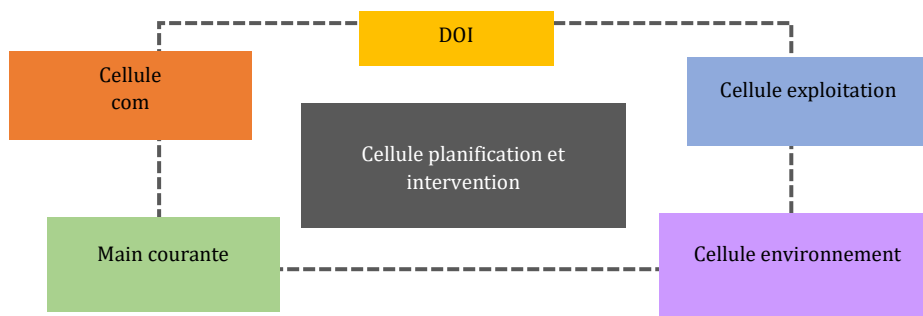 DOI
Cellule
com
Cellule exploitation
Cellule planification et
intervention
Main courante
Cellule environnement